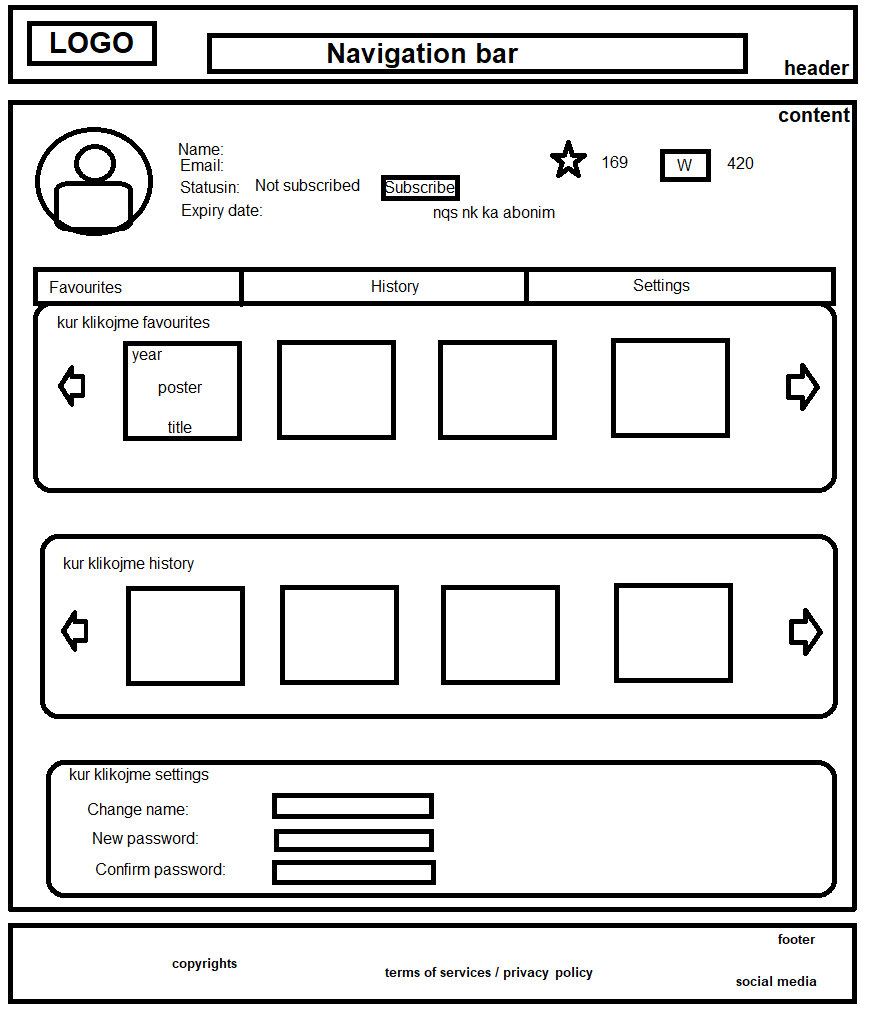 LOGO
Navigation bar
header
content
Name:
Email:
169
W
420
Statusin: Not subscribed Subscribe
Expiry date:
nqs nk ka abonim
Favourites
History
Settings
kur klikojme favourites
year
poster
title
kur klikojme history
kur klikojme settings
Change name:
New password:
Confirm password:
footer
copyrights
terms of services / privacy policy
social media